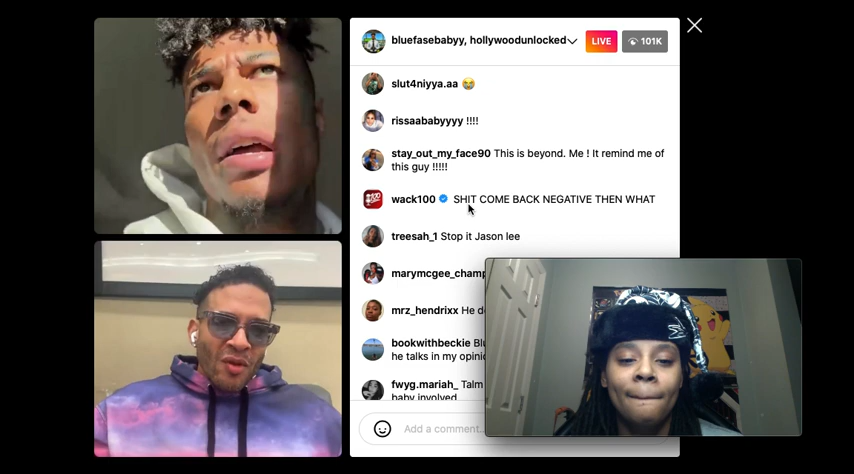 bluefasebabyy, hollywoodunlocked
LIVE
101K
slut4niyya.aa 😭
rissaababyyyy !!!!
stay_out_my_face90 This is beyond. Me ! It remind me of
this guy !!!!!
wack100 SHIT COME BACK NEGATIVE THEN WHAT
treesah_1 Stop it Jason lee
marymcgee_champ
mrz_hendrixx He d
bookwithbeckie Blu
he talks in my opinio
fwyg.mariah_ Talm
baby involved
Add a comment...